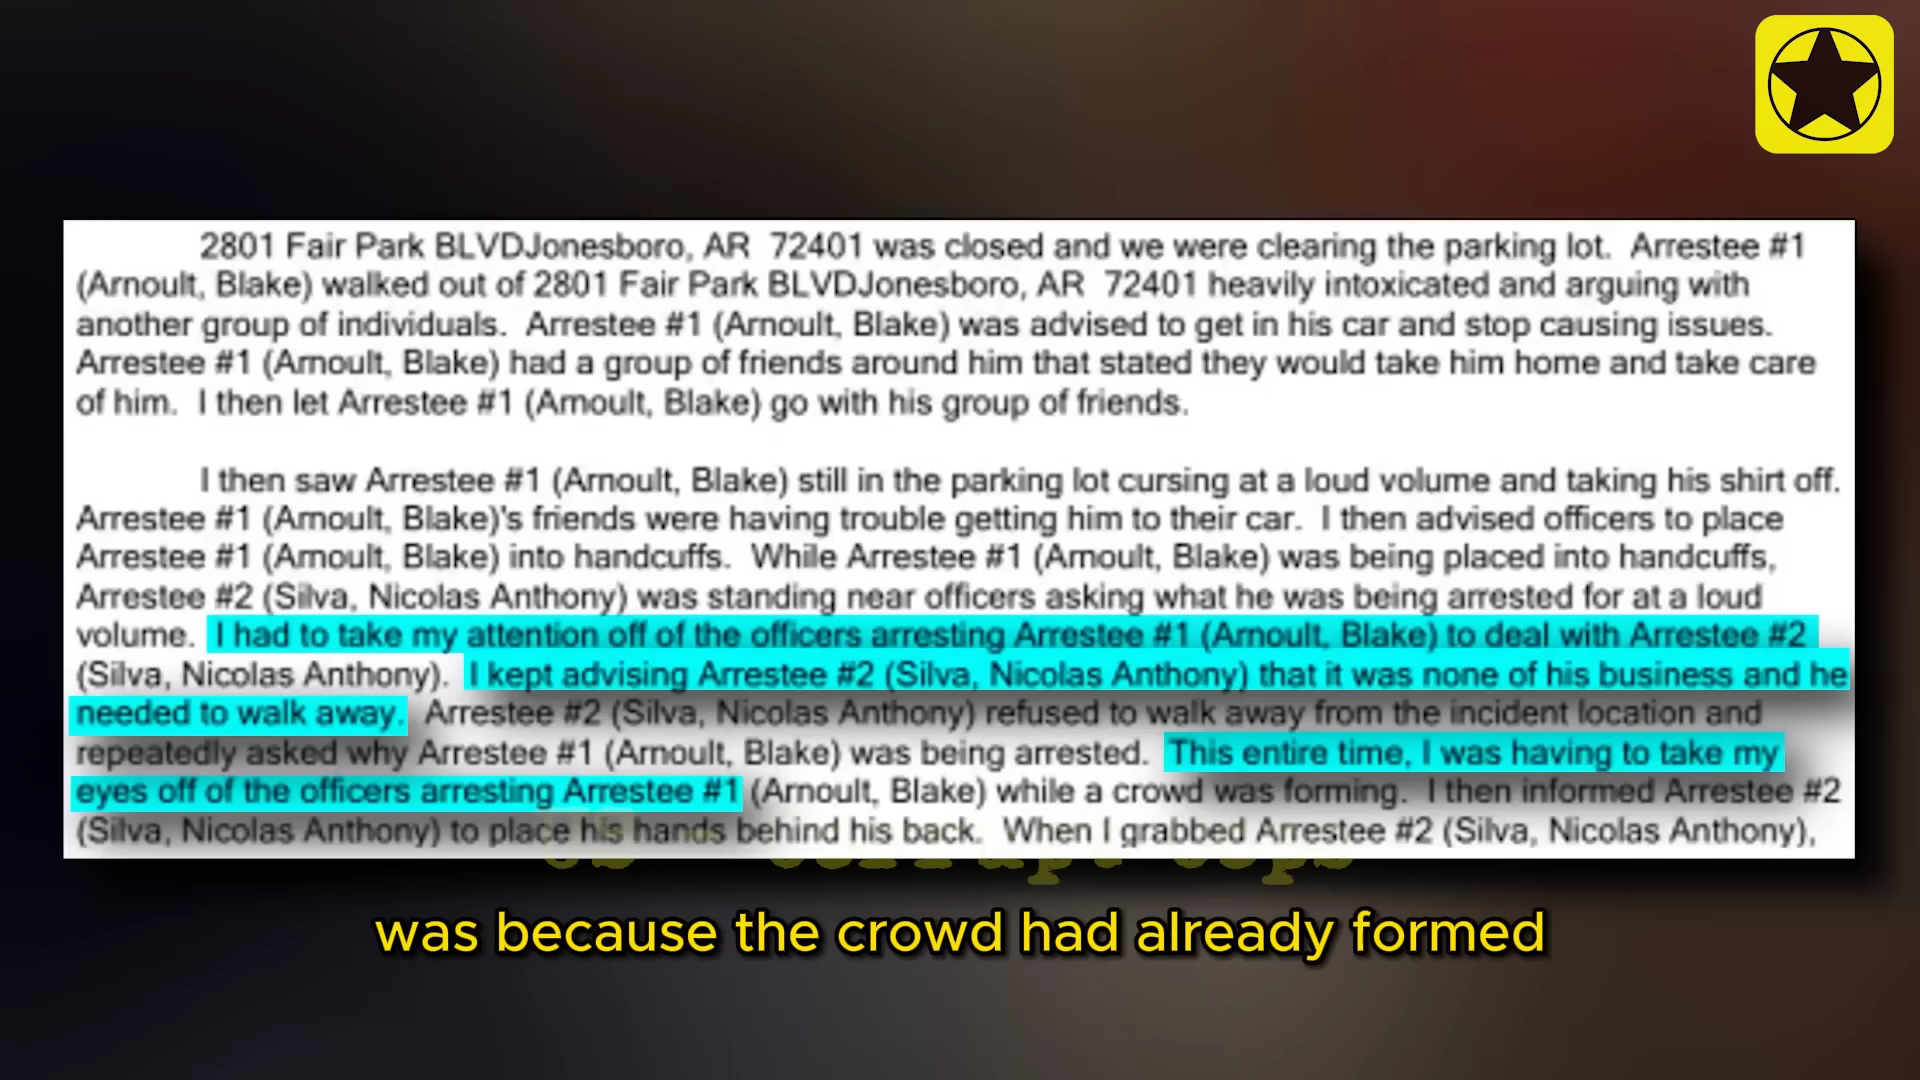 2801 Fair Park BLVDJonesboro, AR 72401 was closed and we were clearing the parking lot. Arrestee #1
(Arnoult, Blake) walked out of 2801 Fair Park BLVDJonesboro, AR 72401 heavily intoxicated and arguing with
another group of individuals. Arrestee #1 (Arnoult, Blake) was advised to get in his car and stop causing issues.
Arrestee #1 (Arnoult, Blake) had a group of friends around him that stated they would take him home and take care
of him. I then let Arrestee #1 (Arnoult, Blake) go with his group of friends.
I then saw Arrestee #1 (Arnoult, Blake) still in the parking lot cursing at a loud volume and taking his shirt off.
Arrestee #1 (Arnoult, Blake)'s friends were having trouble getting him to their car. I then advised officers to place
Arrestee #1 (Arnoult, Blake) into handcuffs. While Arrestee #1 (Arnoult, Blake) was being placed into handcuffs,
Arrestee #2 (Silva, Nicolas Anthony) was standing near officers asking what he was being arrested for at a loud
volume. I had to take my attention off of the officers arresting Arrestee #1 (Arnoult, Blake) to deal with Arrestee #2
(Silva, Nicolas Anthony). I kept advising Arrestee #2 (Silva, Nicolas Anthony) that it was none of his business and he
needed to walk away. Arrestee #2 (Silva, Nicolas Anthony) refused to walk away from the incident location and
repeatedly asked why Arrestee #1 (Arnoult, Blake) was being arrested. This entire time, I was having to take my
eyes off of the officers arresting Arrestee #1 (Arnoult, Blake) while a crowd was forming. I then informed Arrestee #2
(Silva, Nicolas Anthony) to place his hands behind his back. When I grabbed Arrestee #2 (Silva, Nicolas Anthony),
was because the crowd had already formed